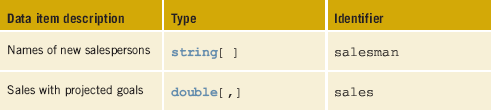 Data item description Type Identifier
Names of new salespersons string[ ] salesman
Sales with projected goals double[,] sales